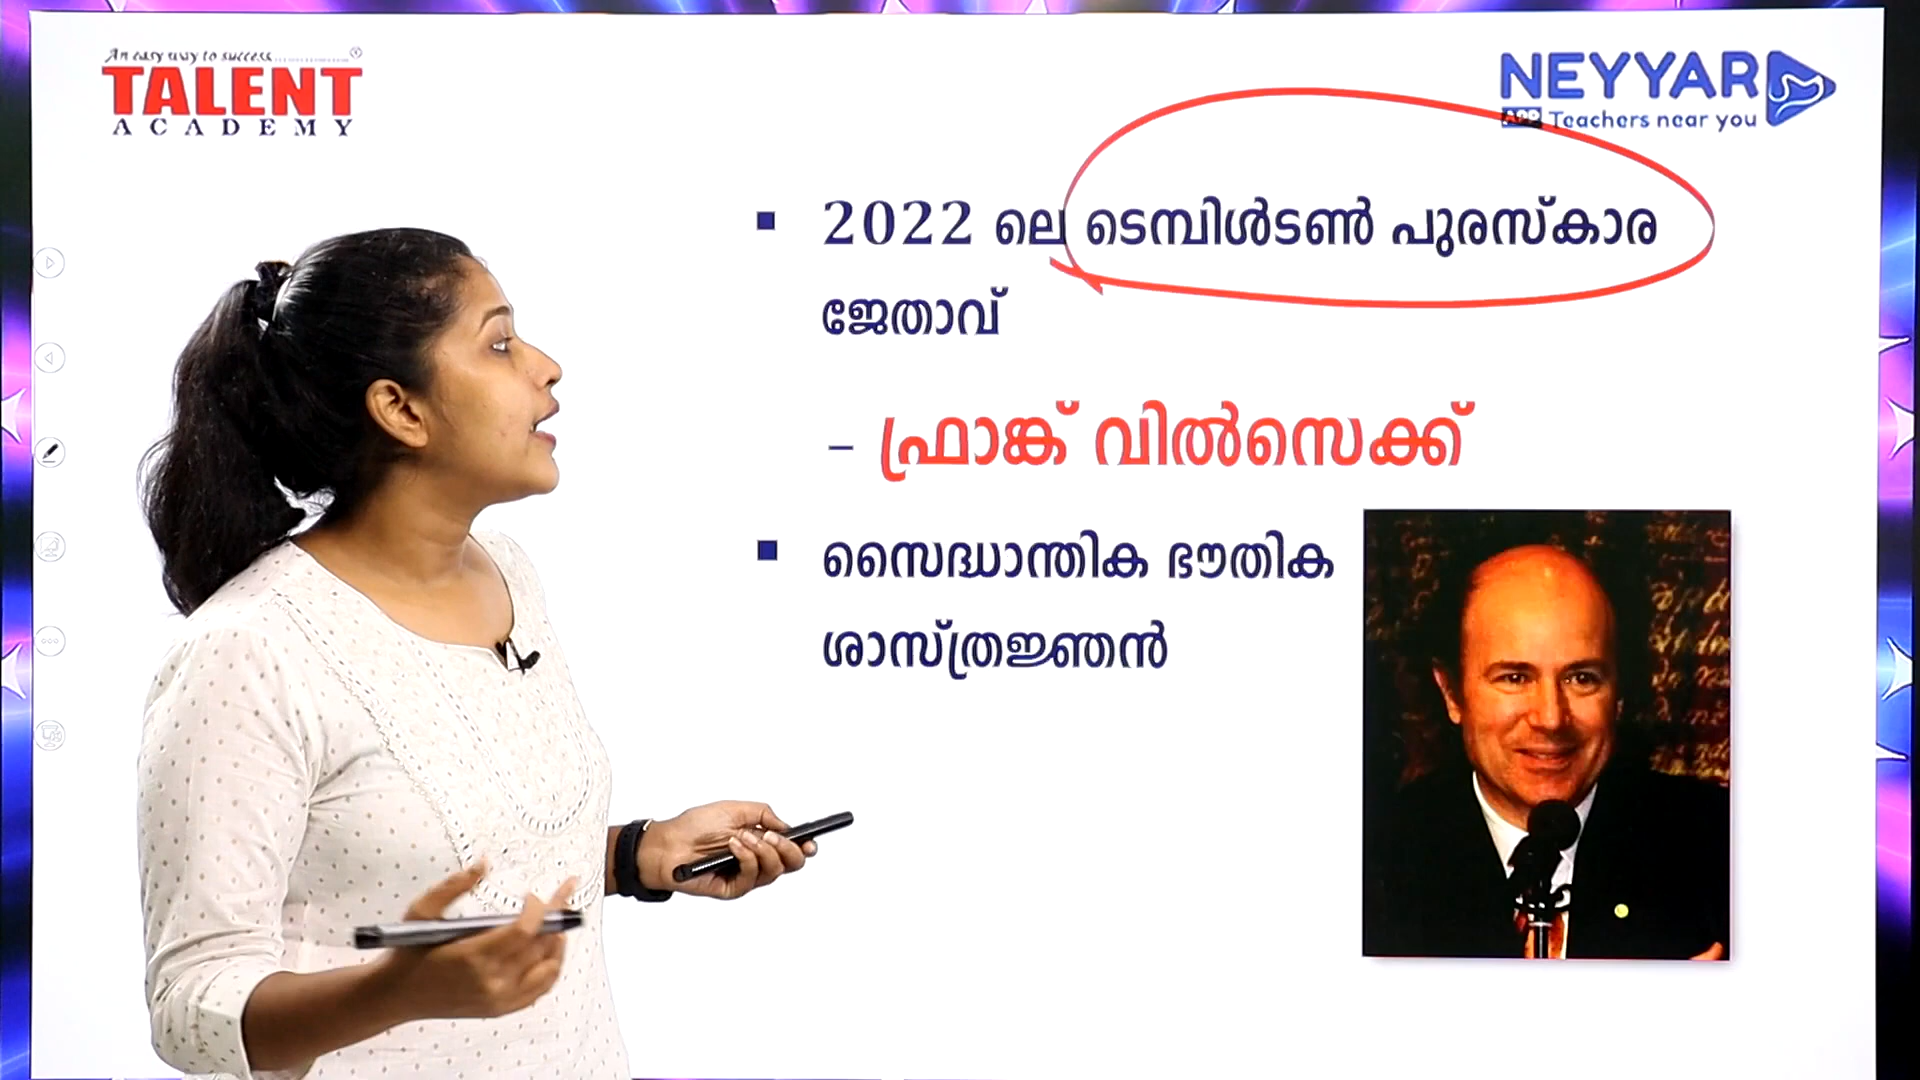 An easy way to success..............
TALENT
ACADEMY
NEYYAR
APP Teachers near you
2022 ലെ ടെമ്പിൾടൺ പുരസ്കാര
ജേതാവ്
– ഫ്രാങ്ക് വിൽസെക്ക്
സൈദ്ധാന്തിക ഭൗതിക
ശാസ്ത്രജ്ഞൻ